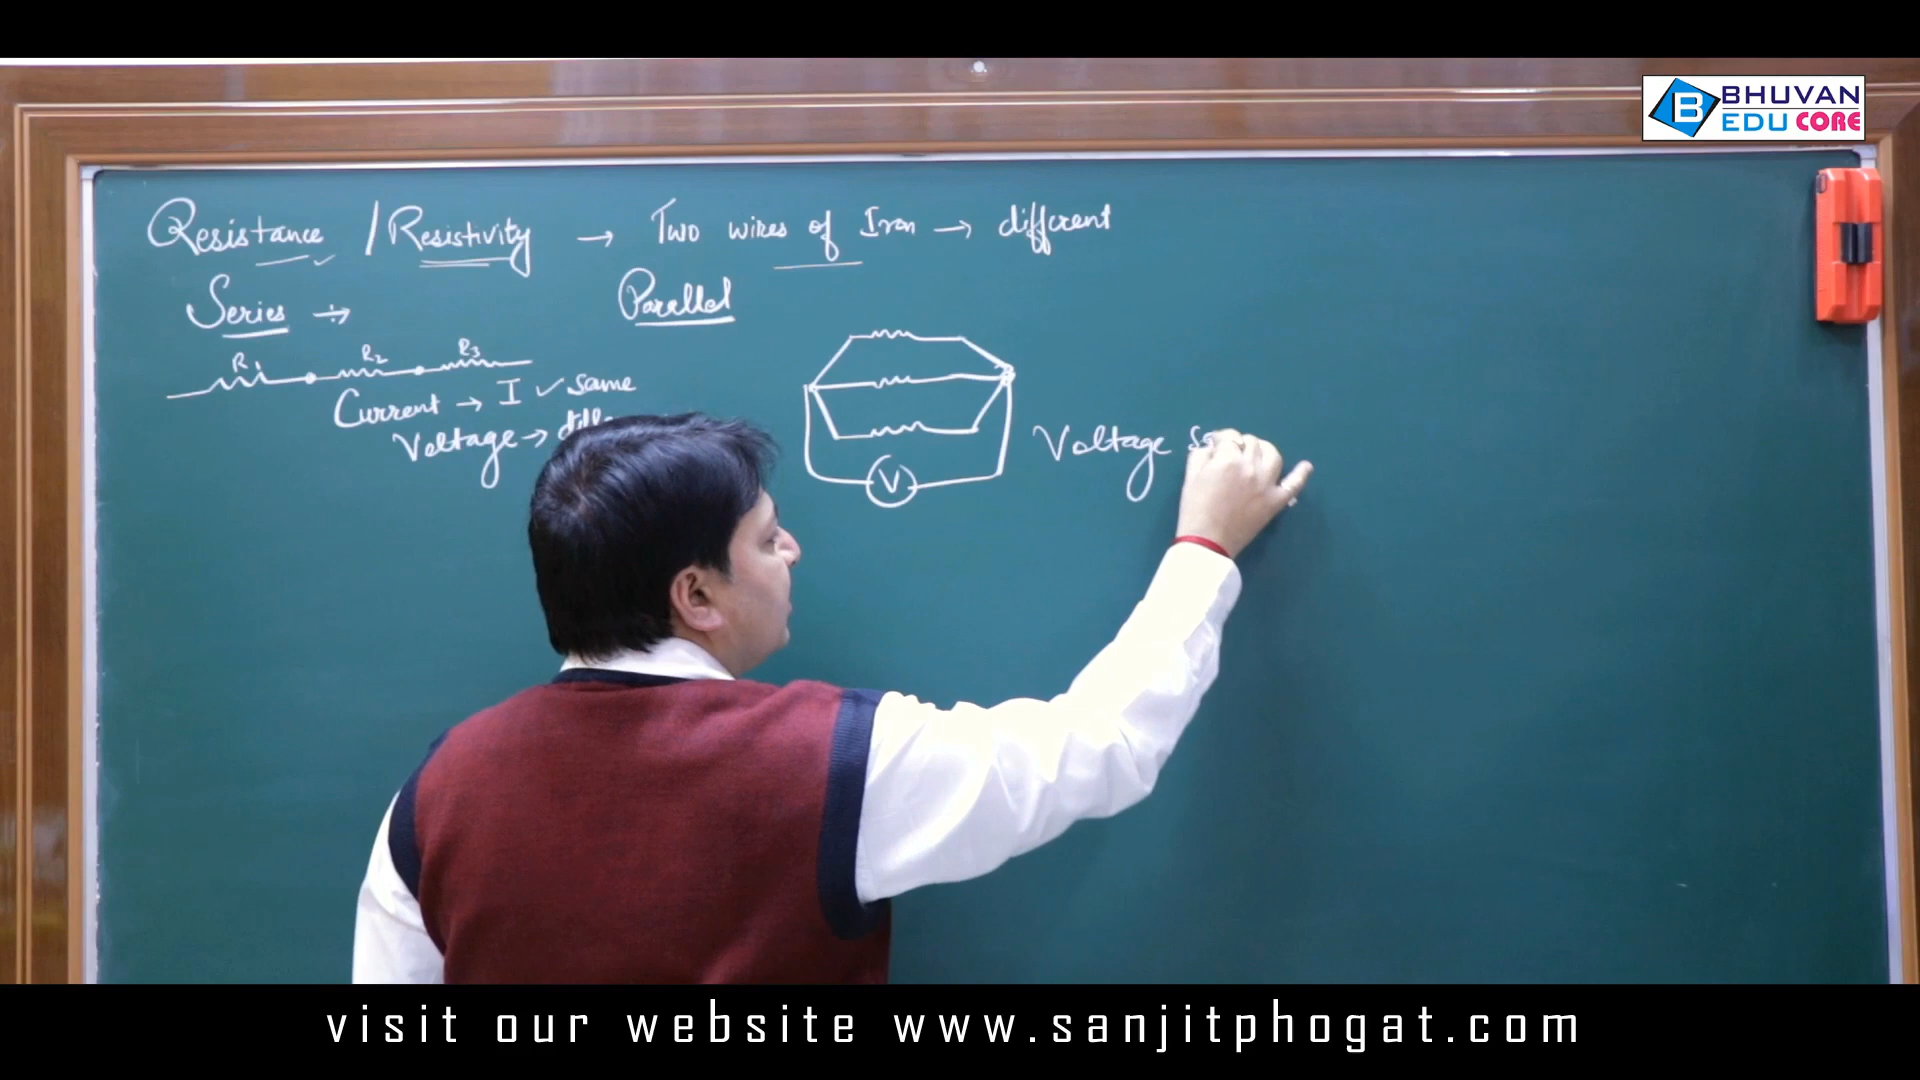 BHUVAN
EDU CORE
Resistance / Resistivity → Two wires of Iron → different
Series ÷→
Parallel
R1 R2 R3
Current → I ✓ same
Voltage →
Voltage
V
visit our website www.sanjitphogat.com